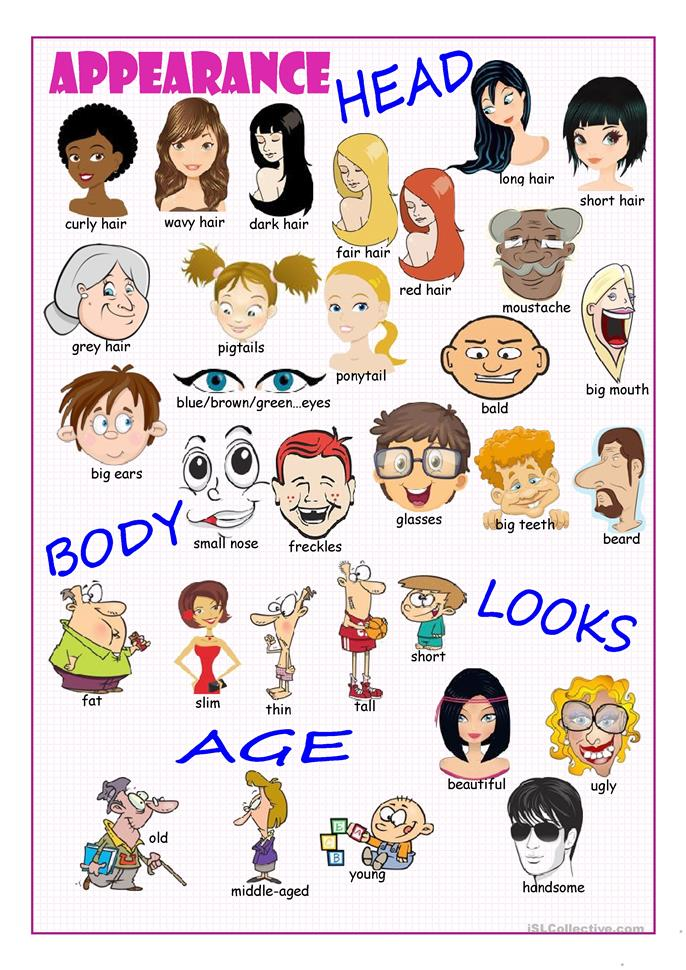 APPEARANCE
HEAD
curly hair
wavy hair
dark hair
fair hair
red hair
long hair
short hair
grey hair
pigtails
ponytail
moustache
bald
big mouth
blue/brown/green...eyes
big ears
small nose
freckles
glasses
big teeth
beard
BODY
fat
slim
thin
tall
short
LOOKS
beautiful
ugly
handsome
AGE
old
middle-aged
young
E
A
G
B
iSLCollective.com